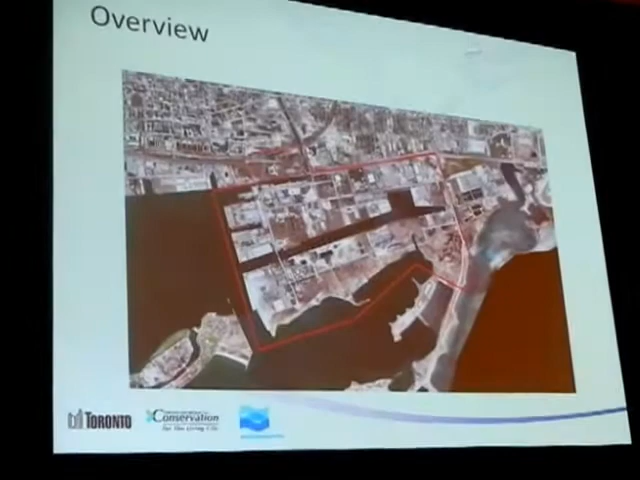 Overview
TORONTO
Conservation
for The Living City